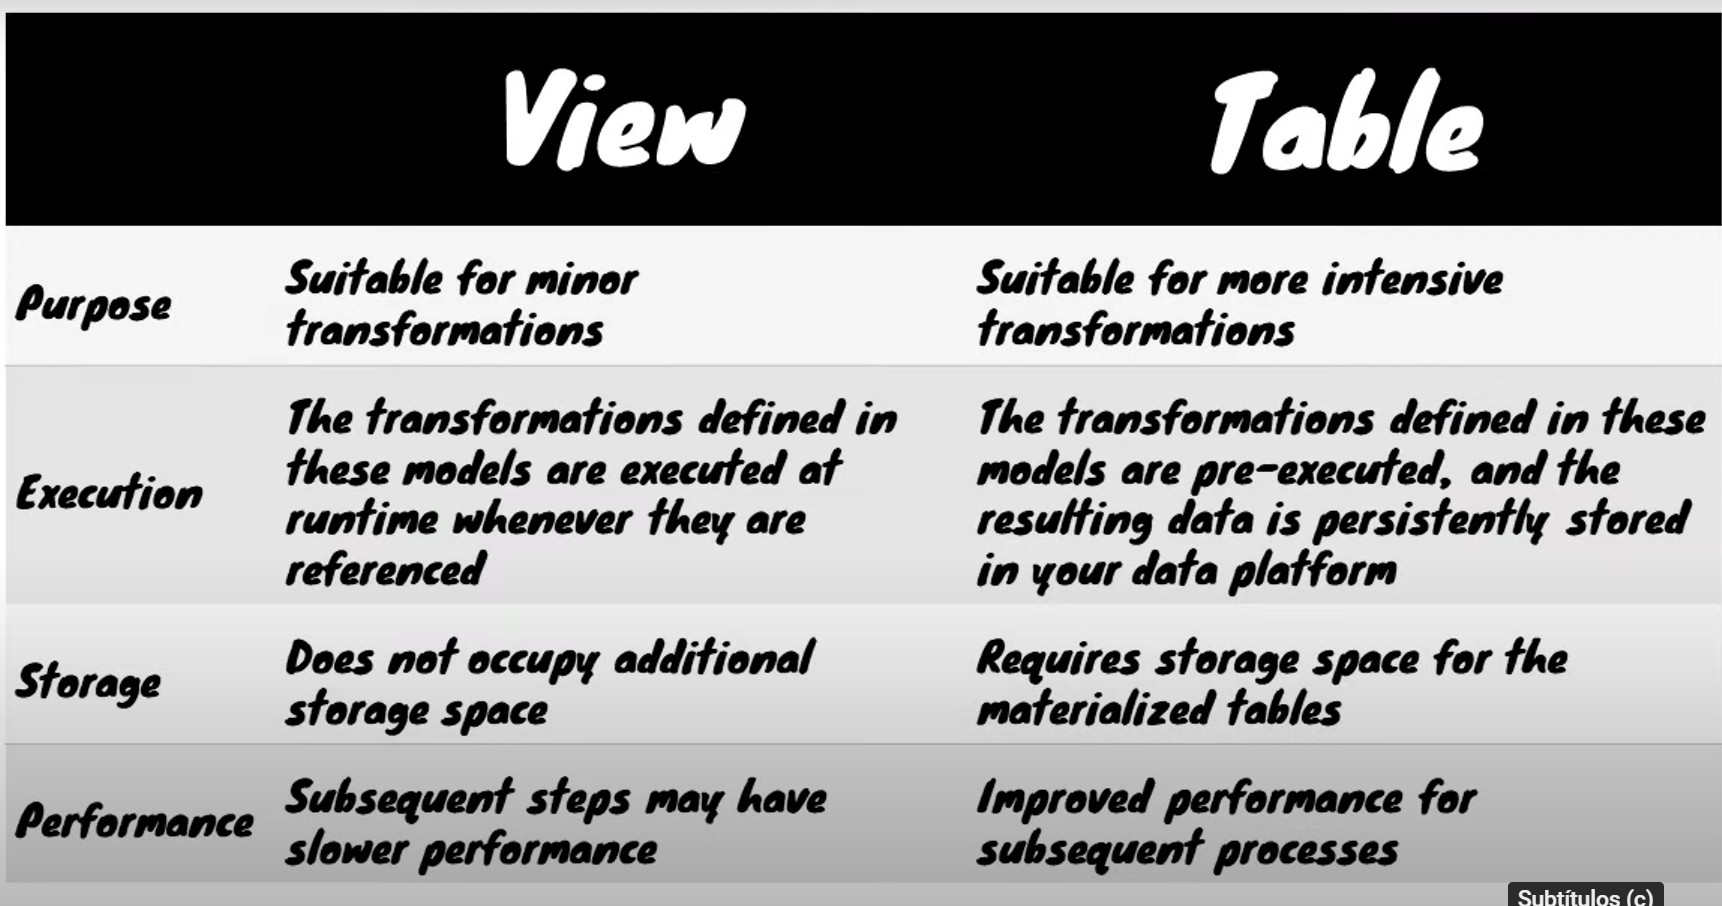 View
Table
Purpose
Suitable for minor
transformations
Suitable for more intensive
transformations
Execution
The transformations defined in
these models are executed at
runtime whenever they are
referenced
The transformations defined in these
models are pre-executed, and the
resulting data is persistently stored
in your data platform
Storage
Does not occupy additional
storage space
Requires storage space for the
materialized tables
Performance
Subsequent steps may have
slower performance
Improved performance for
subsequent processes
Subtítulos (c)